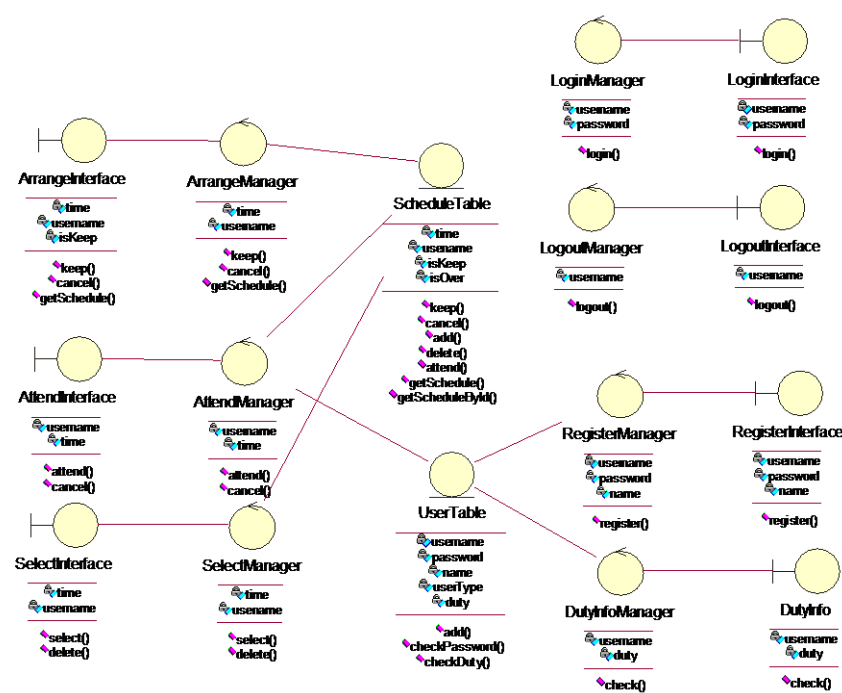 LoginManager
username
password
login()
LoginInterface
username
password
login()
ArrangeInterface
time
username
isKeep
keep()
cancel()
getSchedule()
ArrangeManager
time
username
keep()
cancel()
getSchedule()
ScheduleTable
time
username
isKeep
isOver
keep()
cancel()
add()
delete()
attend()
getSchedule()
getScheduleById()
LogoutManager
username
logout()
LogoutInterface
username
logout()
AttendInterface
username
time
attend()
cancel()
AttendManager
username
time
attend()
cancel()
RegisterManager
username
password
name
register()
RegisterInterface
username
password
name
register()
SelectInterface
time
username
select()
delete()
SelectManager
time
username
select()
delete()
UserTable
username
password
name
userType
duty
add()
checkPassword()
checkDuty()
DutyInfoManager
username
duty
check()
DutyInfo
username
duty
check()